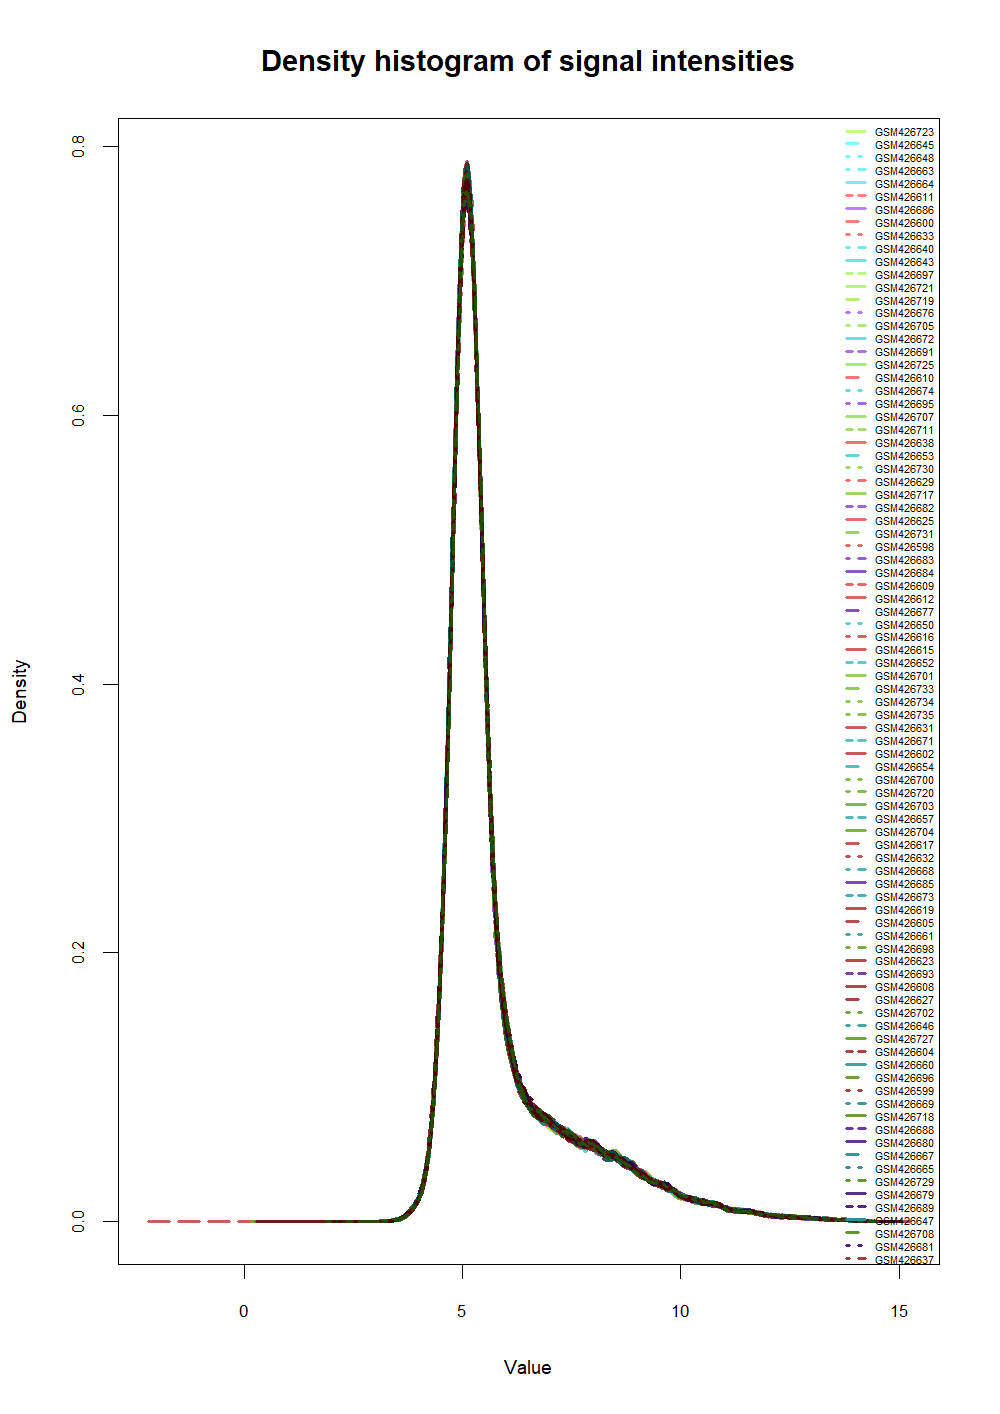 Density histogram of signal intensities
GSM426723
GSM426645
GSM426648
GSM426663
GSM426664
GSM426611
GSM426686
GSM426600
GSM426633
GSM426640
GSM426643
GSM426697
GSM426721
GSM426719
GSM426676
GSM426705
GSM426672
GSM426691
GSM426725
GSM426610
GSM426674
GSM426695
GSM426707
GSM426711
GSM426638
GSM426653
GSM426730
GSM426629
GSM426717
GSM426682
GSM426625
GSM426731
GSM426598
GSM426683
GSM426684
GSM426609
GSM426612
GSM426677
GSM426650
GSM426616
GSM426615
GSM426652
GSM426701
GSM426733
GSM426734
GSM426735
GSM426631
GSM426671
GSM426602
GSM426654
GSM426700
GSM426720
GSM426703
GSM426657
GSM426704
GSM426617
GSM426632
GSM426668
GSM426685
GSM426673
GSM426619
GSM426605
GSM426661
GSM426698
GSM426623
GSM426693
GSM426608
GSM426627
GSM426702
GSM426646
GSM426727
GSM426604
GSM426660
GSM426696
GSM426599
GSM426669
GSM426718
GSM426688
GSM426680
GSM426667
GSM426665
GSM426729
GSM426679
GSM426689
GSM426647
GSM426708
GSM426681
GSM426637
0.8
0.6
0.4
0.2
0.0
Density
0 5 10 15
Value